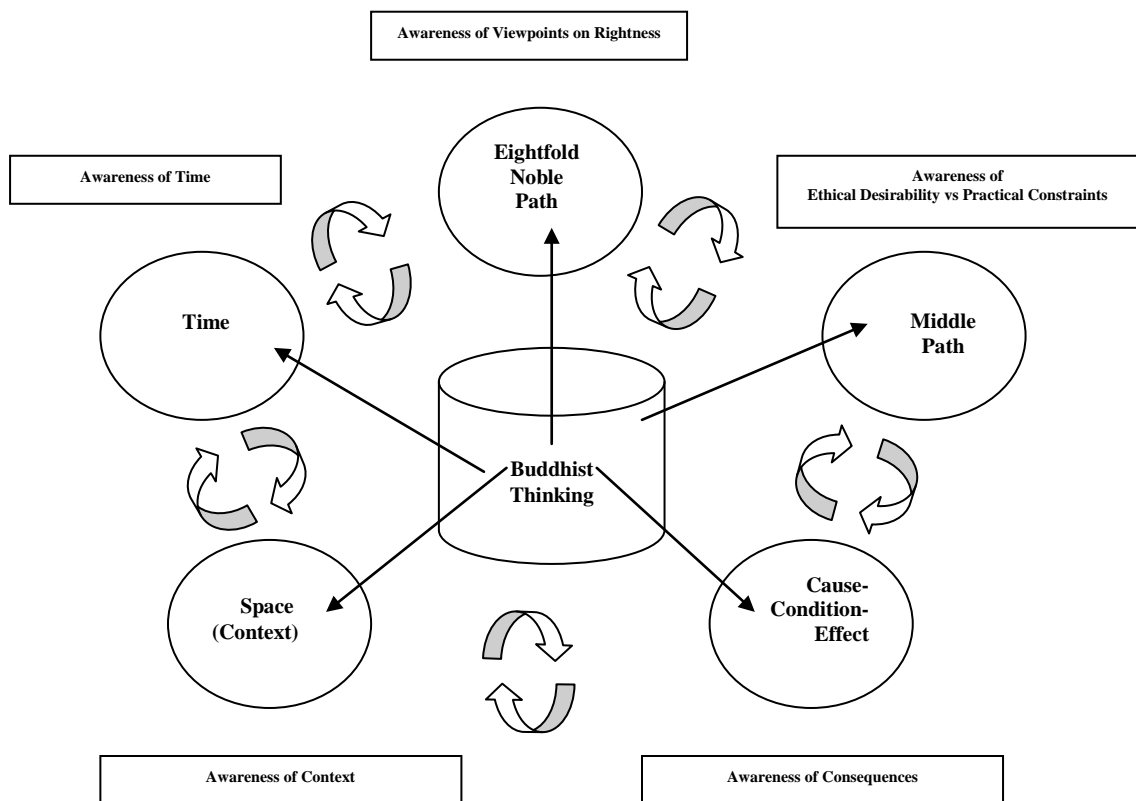 Awareness of Viewpoints on Rightness
Eightfold
Noble
Path
Awareness of Time
Awareness of
Ethical Desirability vs Practical Constraints
Time
Middle
Path
Buddhist
Thinking
Space
(Context)
Cause-
Condition-
Effect
Awareness of Context
Awareness of Consequences